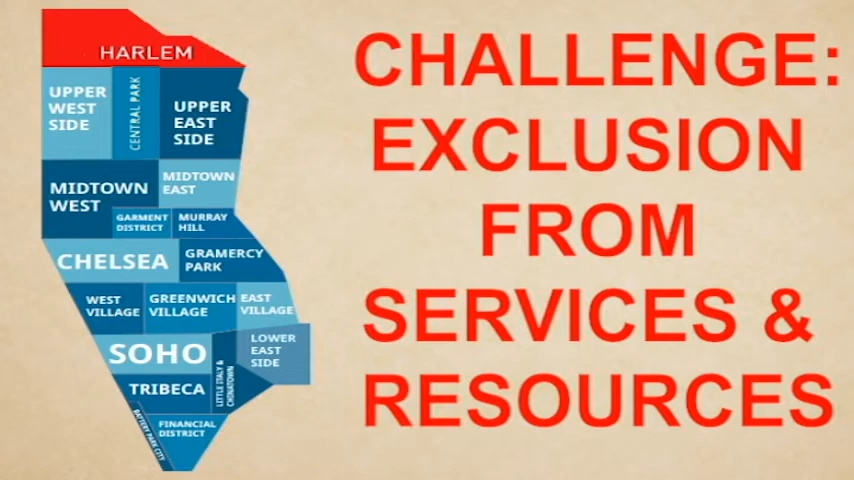 HARLEM
UPPER
WEST
SIDE
CENTRAL PARK
UPPER
EAST
SIDE
MIDTOWN
WEST
MIDTOWN
EAST
GARMENT
DISTRICT
MURRAY
HILL
CHELSEA
GRAMERCY
PARK
WEST
VILLAGE
GREENWICH
VILLAGE
EAST
VILLAGE
SOHO
LOWER
EAST
SIDE
LITTLE ITALY &
CHINATOWN
TRIBECA
BATTERY PARK CITY
FINANCIAL
DISTRICT
CHALLENGE:
EXCLUSION
FROM
SERVICES &
RESOURCES